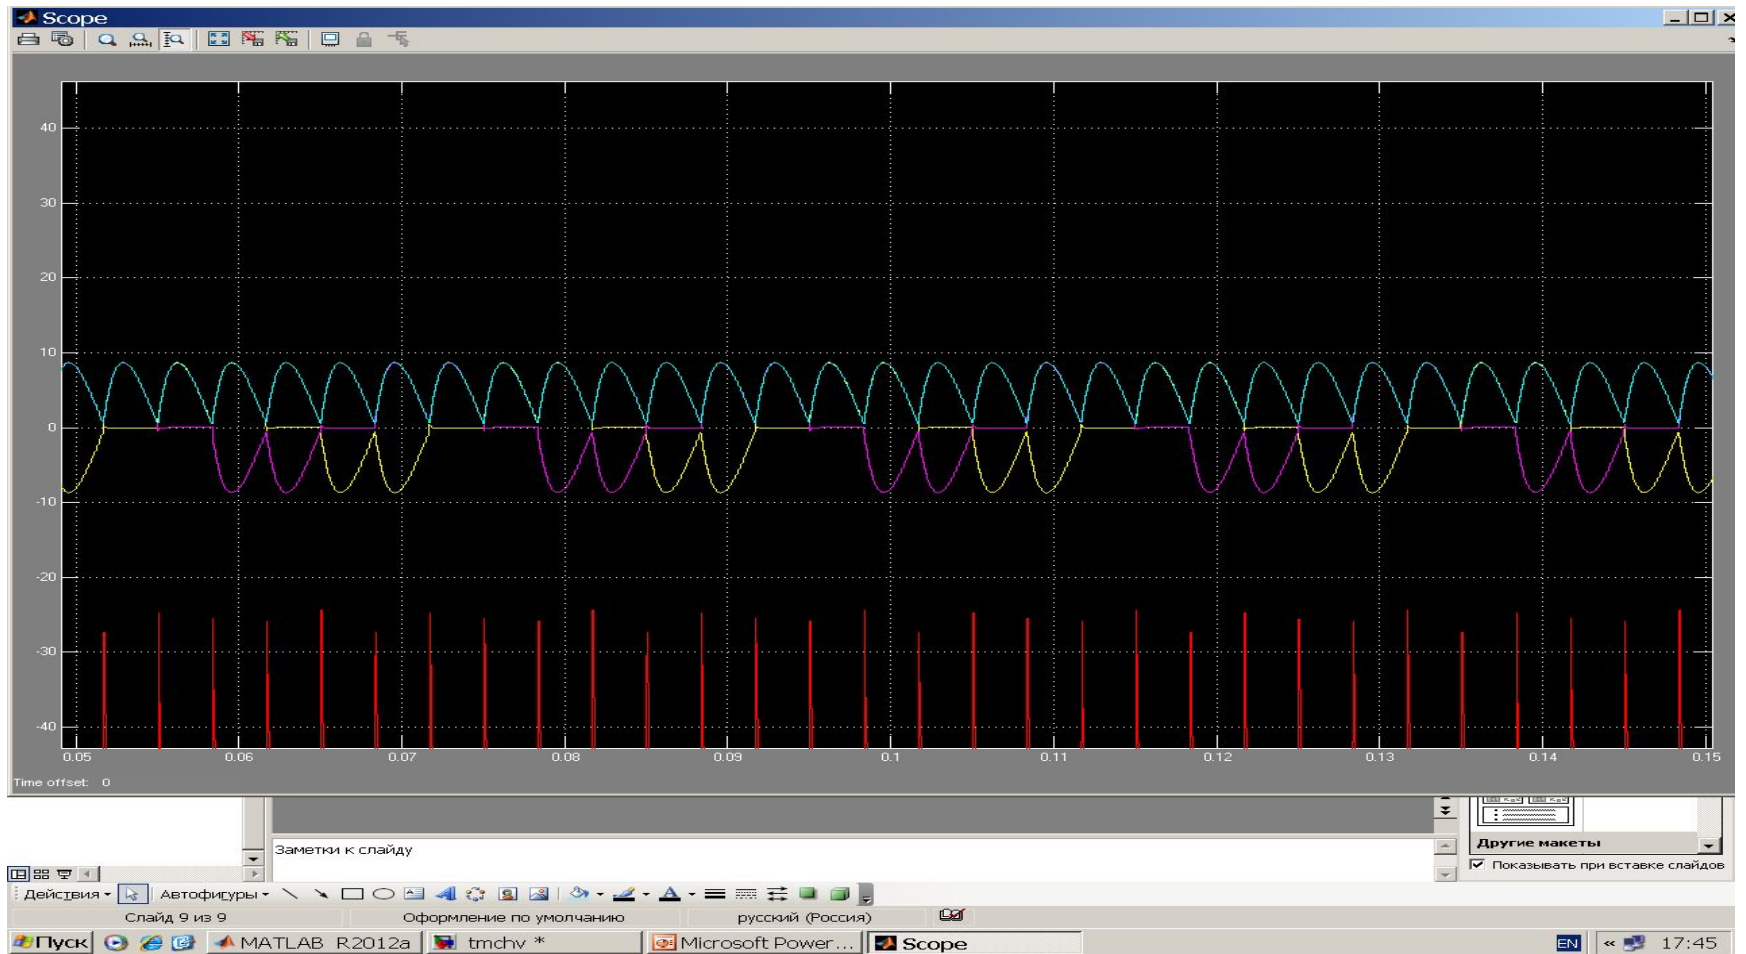 Scope
40
30
20
10
0
-10
-20
-30
-40
0.05 0.06 0.07 0.08 0.09 0.1 0.11 0.12 0.13 0.14 0.15
Time offset: 0
Заметки к слайду
Другие макеты
Показывать при вставке слайдов
Действия Автофигуры
Слайд 9 из 9 Оформление по умолчанию русский (Россия)
Пуск MATLAB R2012a tmchv * Microsoft Power... Scope EN « 17:45